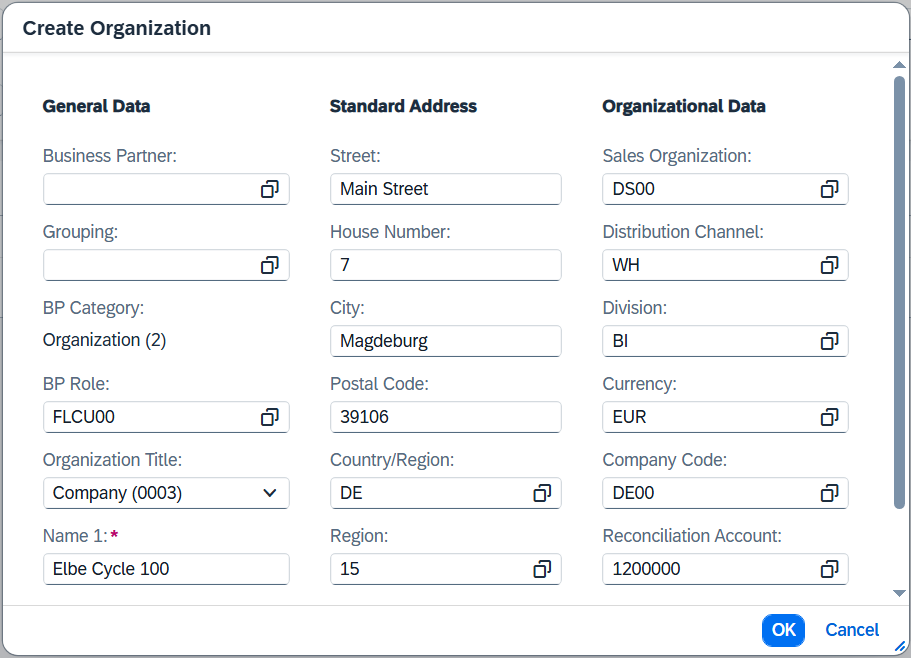 Create Organization
General Data
Business Partner:
Grouping:
BP Category:
Organization (2)
BP Role:
FLCU00
Organization Title:
Company (0003)
Name 1:*
Elbe Cycle 100
Standard Address
Street:
Main Street
House Number:
7
City:
Magdeburg
Postal Code:
39106
Country/Region:
DE
Region:
15
Organizational Data
Sales Organization:
DS00
Distribution Channel:
WH
Division:
BI
Currency:
EUR
Company Code:
DE00
Reconciliation Account:
1200000
OK
Cancel